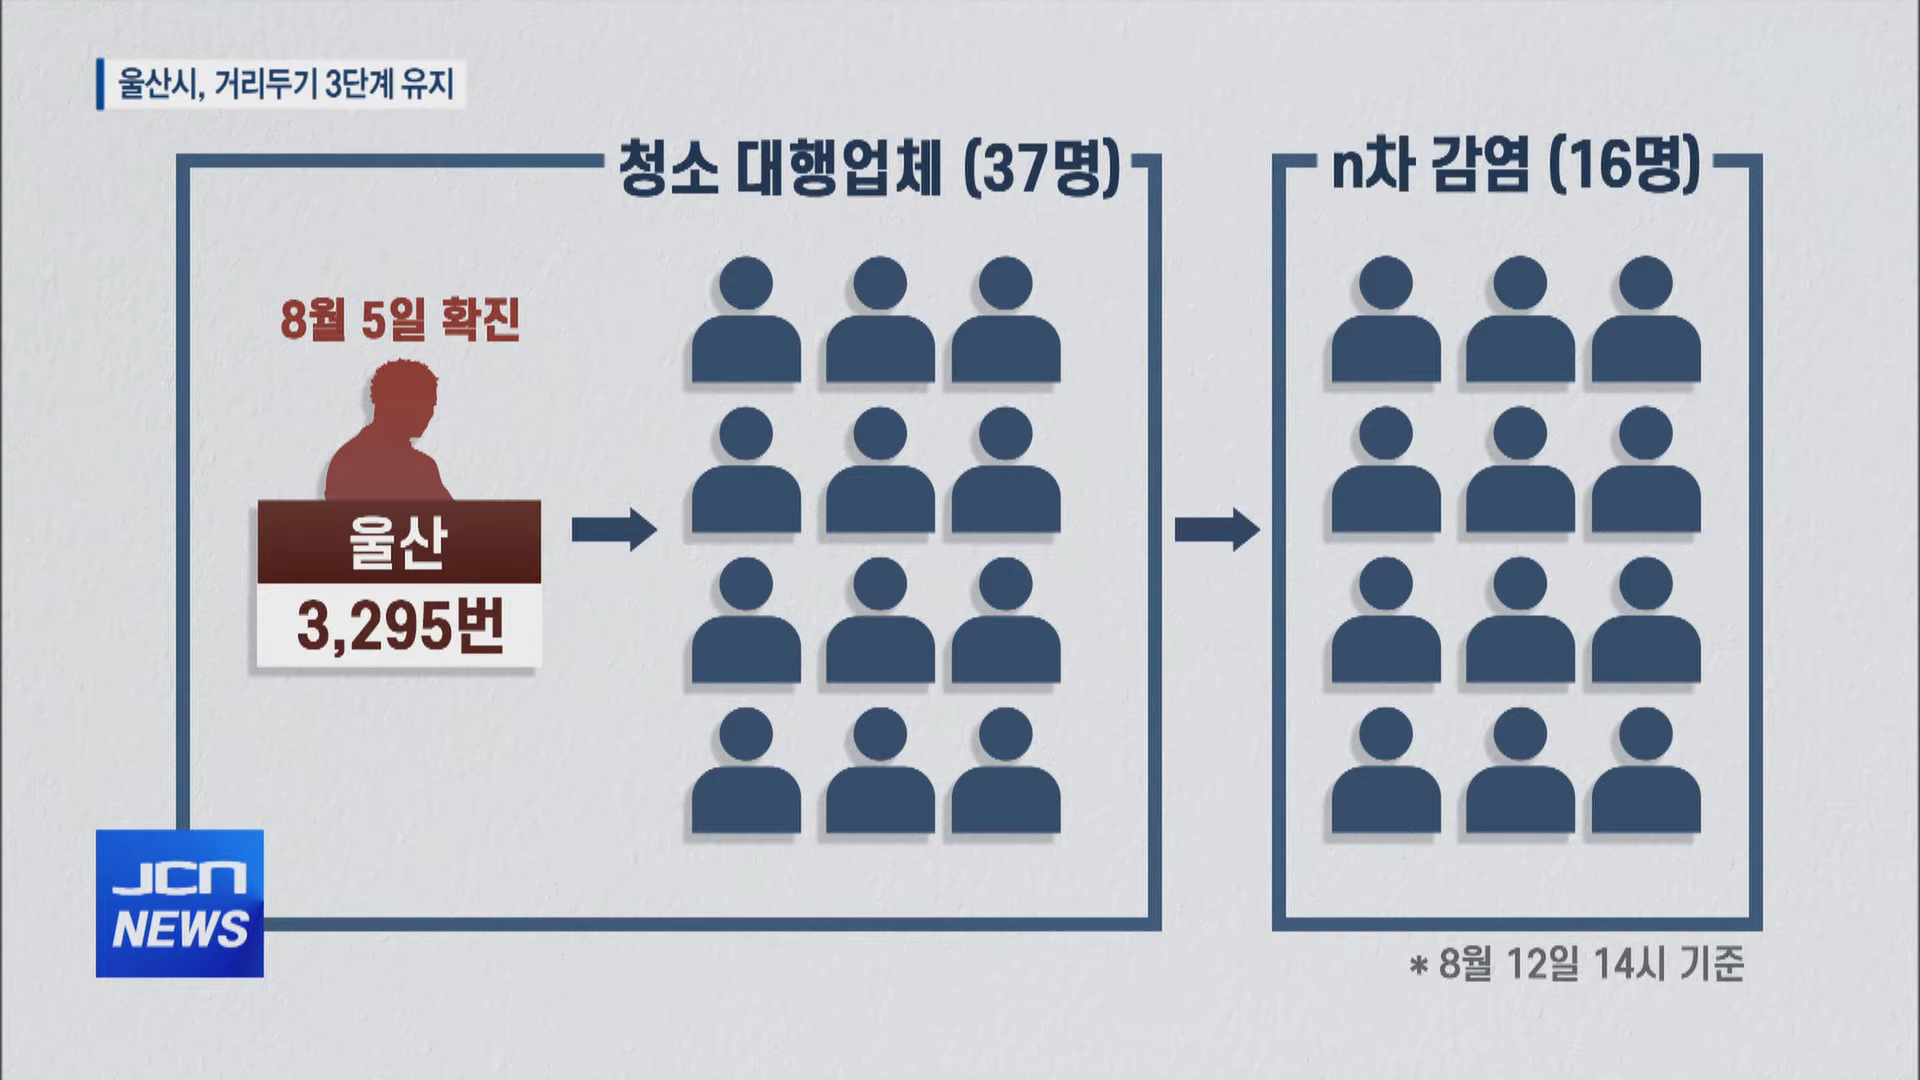 울산시, 거리두기 3단계 유지
청소 대행업체 (37명)
n차 감염 (16명)
8월 5일 확진
울산
3,295번
JCN
NEWS
* 8월 12일 14시 기준